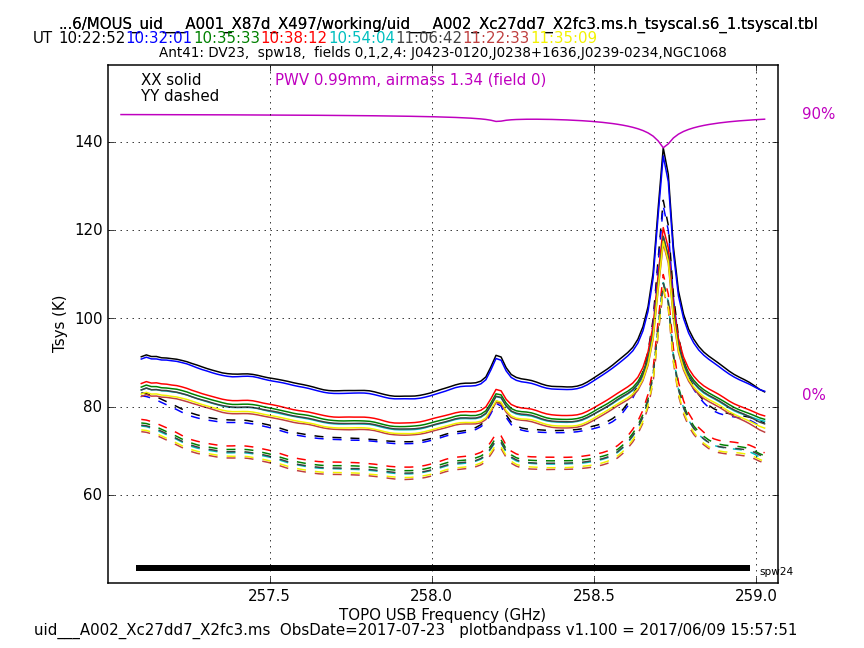 ...6/MOUS_uid___A001_X87d_X497/working/uid___A002_Xc27dd7_X2fc3.ms.h_tsyscal.s6_1.tsyscal.tbl
UT 10:22:52 10:32:01 10:35:33 10:38:12 10:54:04 11:06:42 11:22:33 11:35:09
Ant41: DV23, spw18, fields 0,1,2,4: J0423-0120,J0238+1636,J0239-0234,NGC1068
XX solid
YY dashed
PWV 0.99mm, airmass 1.34 (field 0)
90%
0%
140
120
100
80
60
Tsys (K)
spw24
257.5 258.0 258.5 259.0
TOPO USB Frequency (GHz)
uid___A002_Xc27dd7_X2fc3.ms ObsDate=2017-07-23 plotbandpass v1.100 = 2017/06/09 15:57:51